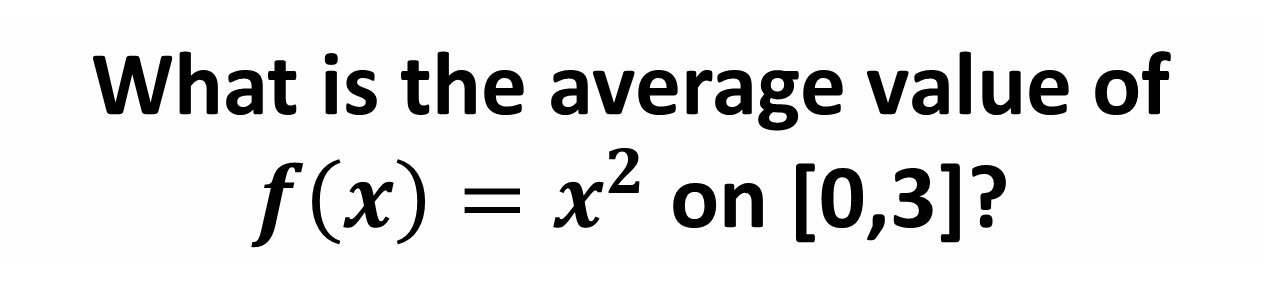 What is the average value of
f(x) = x² on [0,3]?